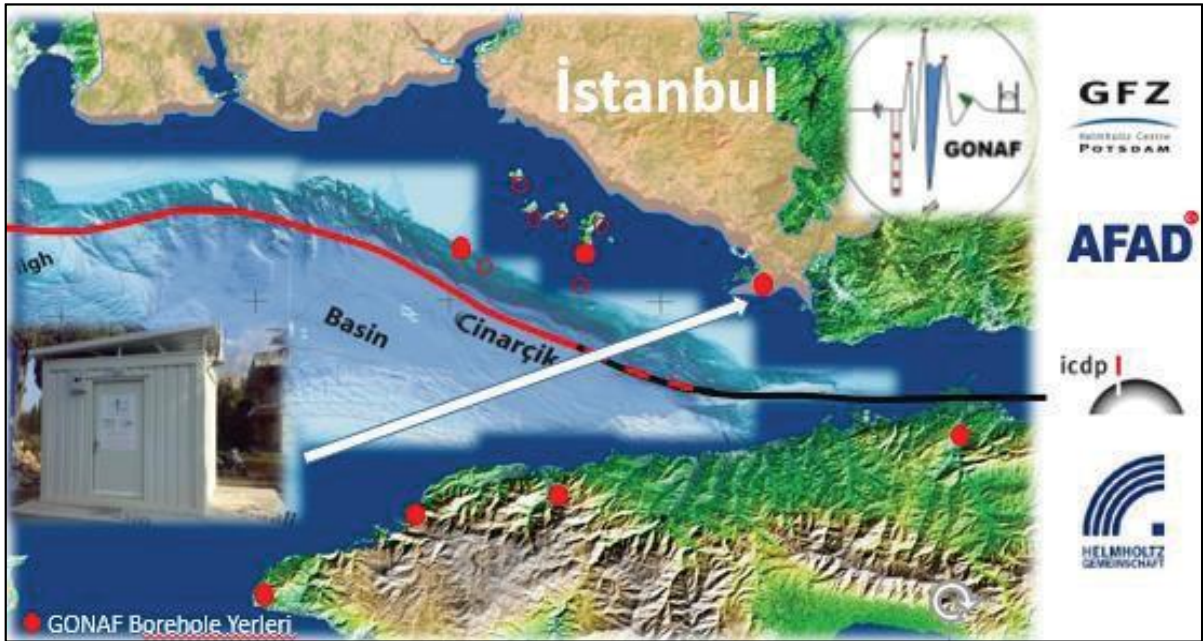 İstanbul
GONAF
GFZ
Helmholtz Centre
POTSDAM
AFAD
icdp
HELMHOLTZ
GEMEINSCHAFT
igh
Basin
Cinarçik
GONAF Borehole Yerleri